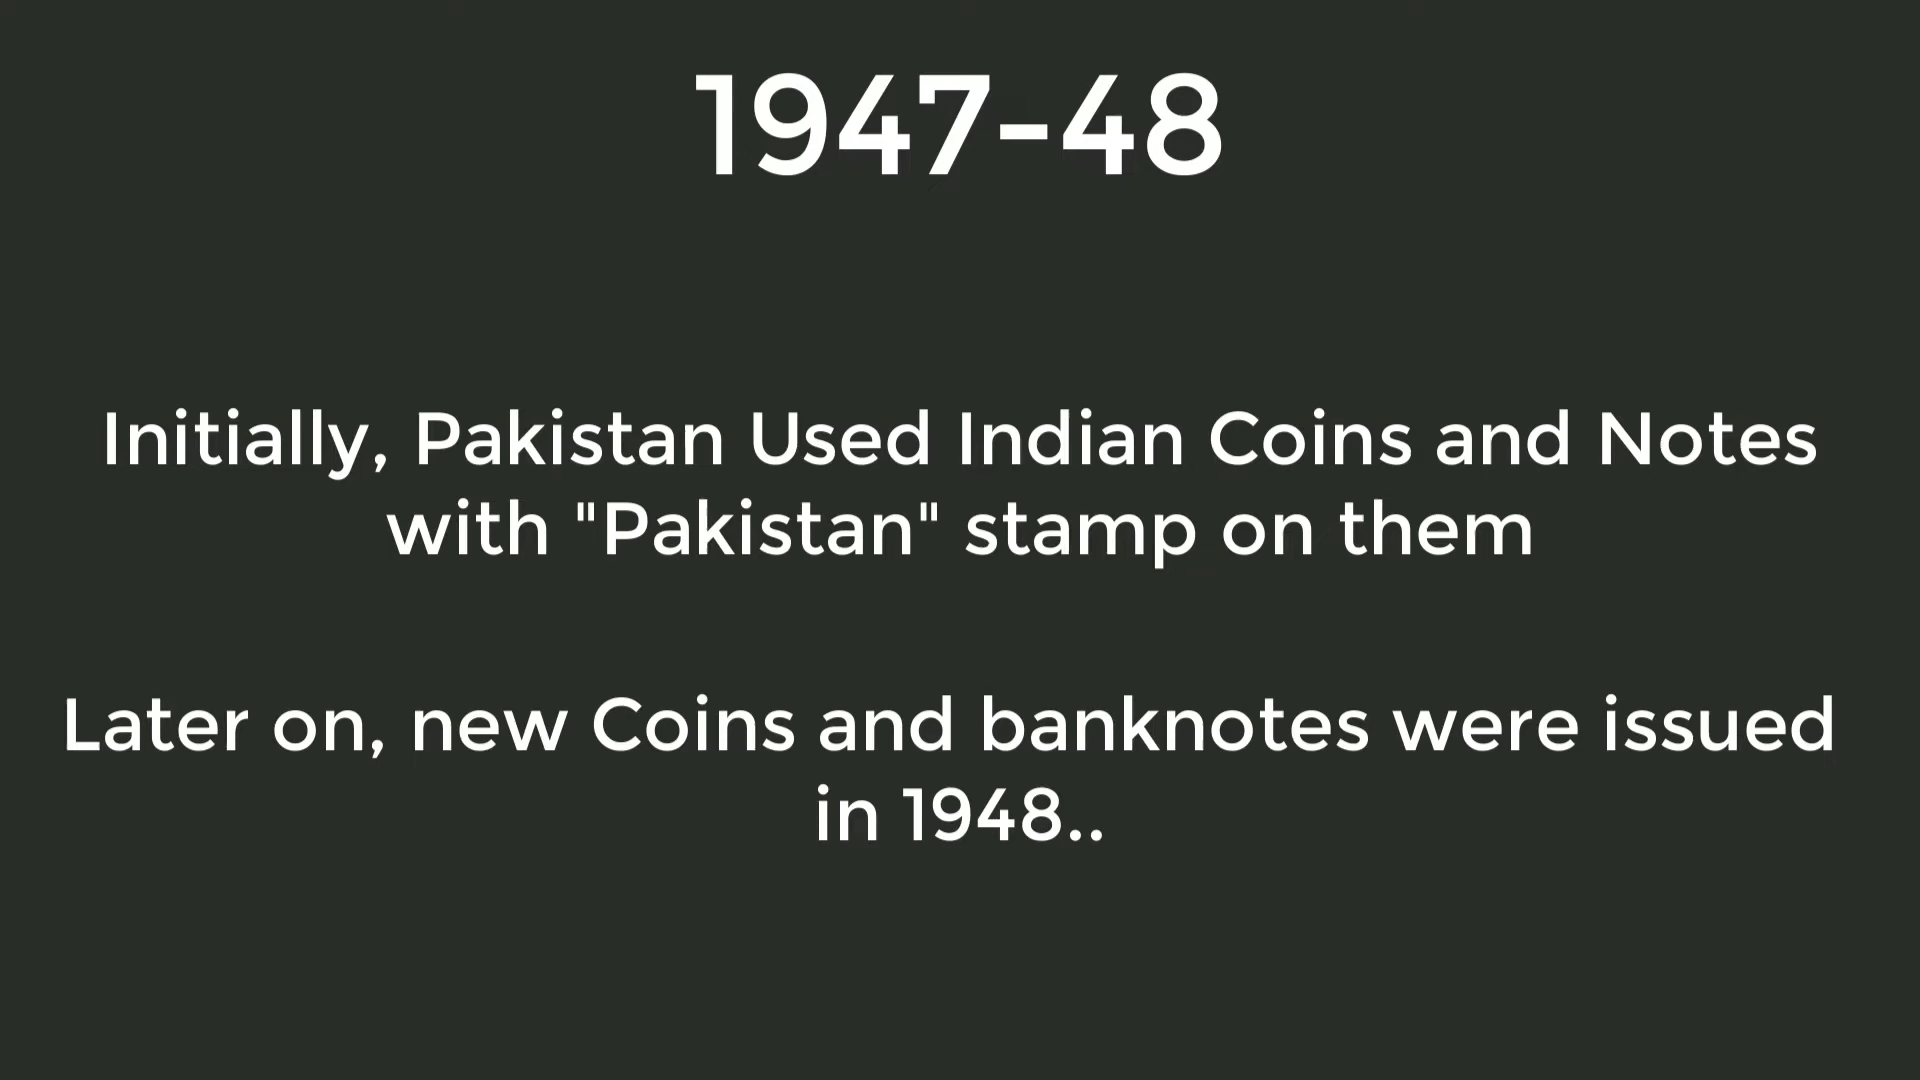 1947-48
Initially, Pakistan Used Indian Coins and Notes
with "Pakistan" stamp on them
Later on, new Coins and banknotes were issued
in 1948..